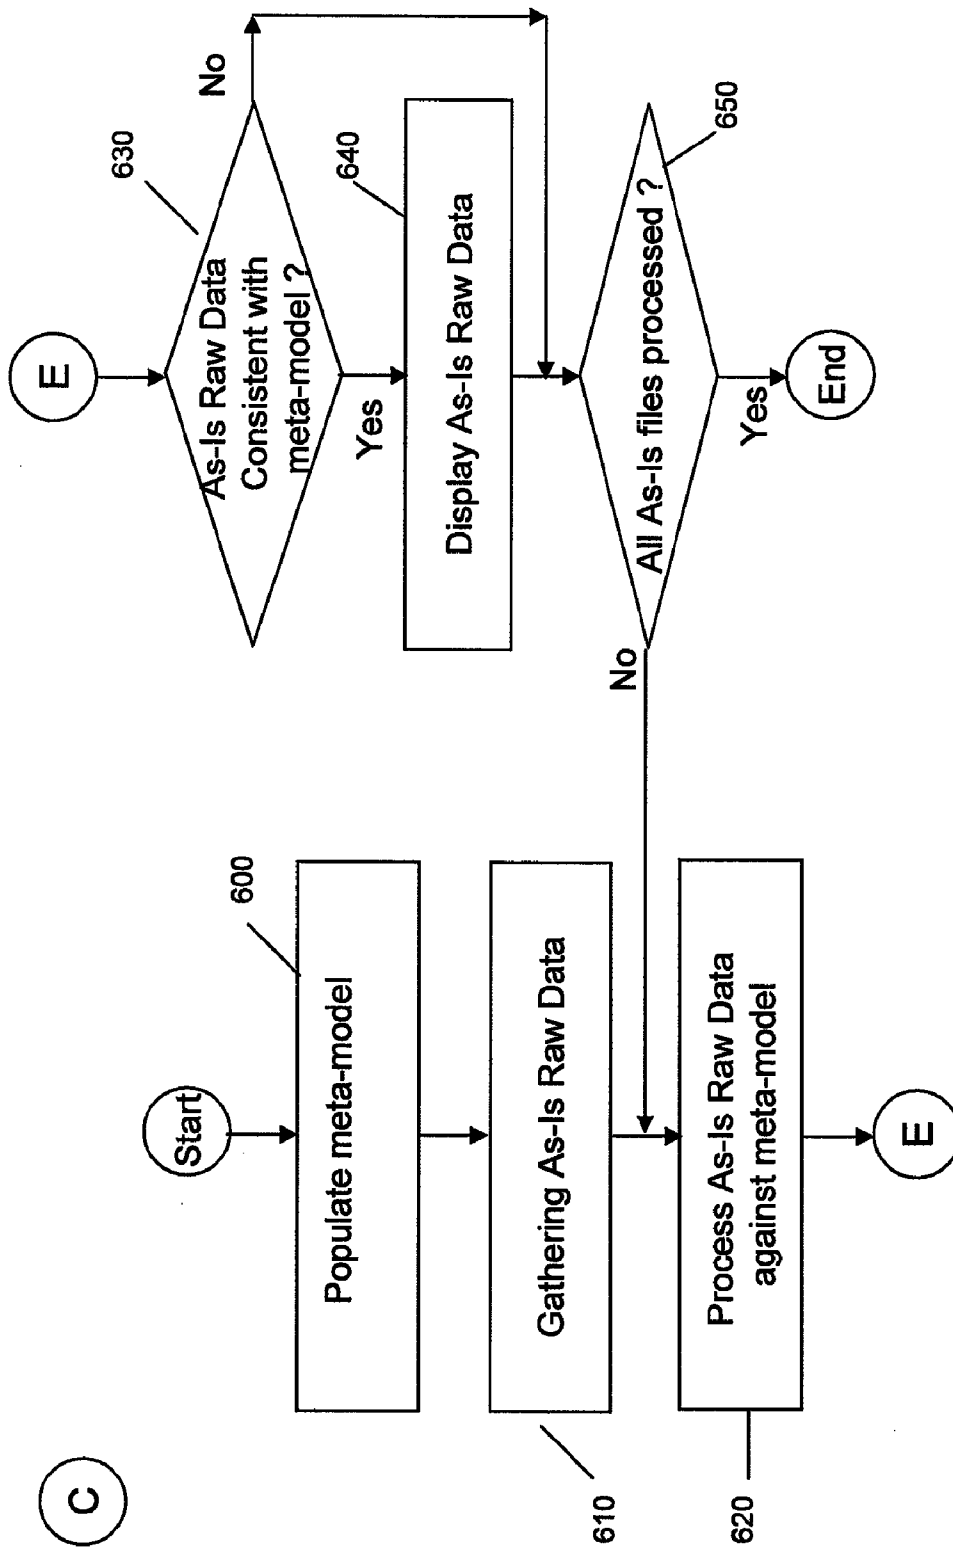 C
Start
600
Populate meta-model
610
Gathering As-Is Raw Data
620
Process As-Is Raw Data
against meta-model
E
E
630
As-Is Raw Data
Consistent with
meta-model ?
No
Yes
640
Display As-Is Raw Data
650
All As-Is files processed ?
No
Yes
End